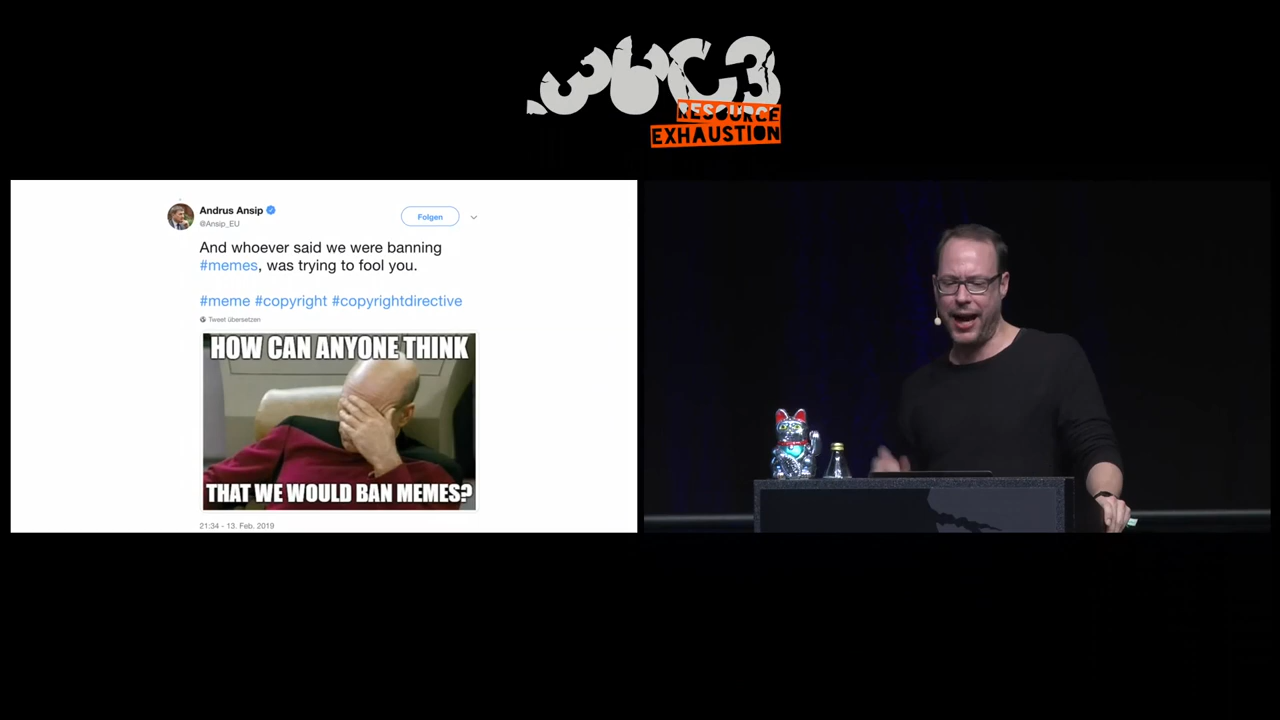 36C3
RESOURCE
EXHAUSTION
Andrus Ansip
@Ansip_EU
Folgen
And whoever said we were banning
#memes, was trying to fool you.
#meme #copyright #copyrightdirective
Tweet übersetzen
HOW CAN ANYONE THINK
THAT WE WOULD BAN MEMES?
21:34 - 13. Feb. 2019